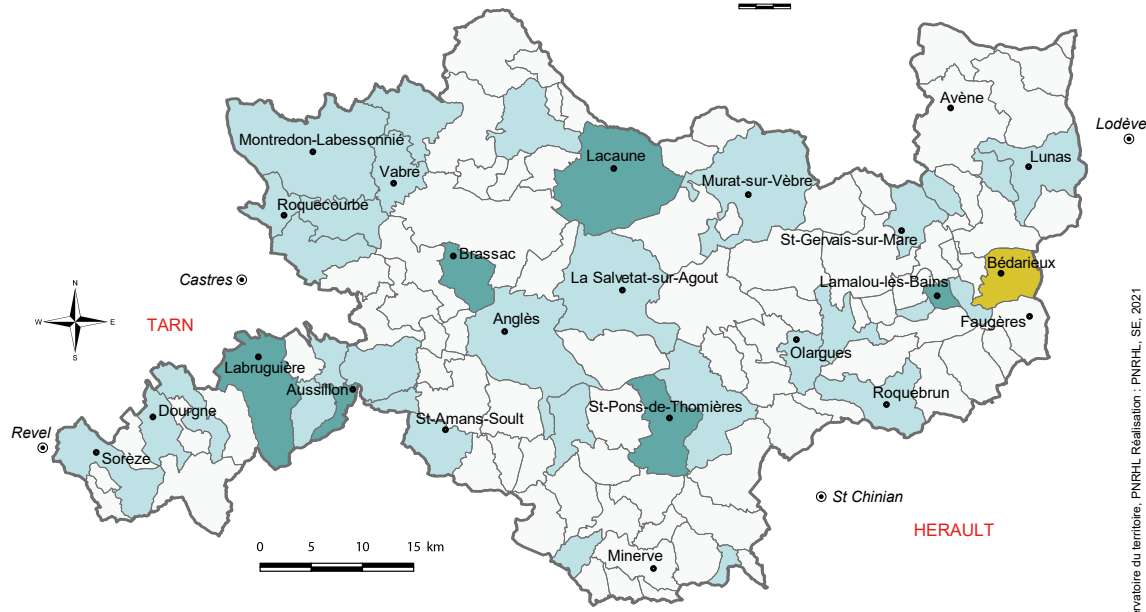 Avène
Lodève
Montredon-Labessonnié
Lacaune
Lunas
Vabre
Murat-sur-Vèbre
Roquecourbe
St-Gervais-sur-Mare
Brassac
Bédarieux
Castres
La Salvetat-sur-Agout
Lamalou-les-Bains
N
W E
S
TARN
Anglès
Faugères
Olargues
Labruguière
Aussillon
Roquebrun
St-Pons-de-Thomières
Dourgne
St-Amans-Soult
Revel
Sorèze
St Chinian
HERAULT
0 5 10 15 km
Minerve
rvatoire du territoire, PNRHL Réalisation : PNRHL, SE, 2021